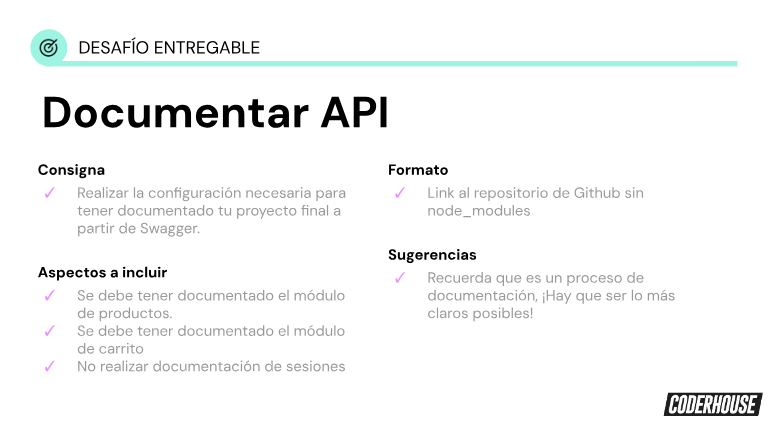 DESAFÍO ENTREGABLE
Documentar API
Consigna
✓ Realizar la configuración necesaria para
tener documentado tu proyecto final a
partir de Swagger.
Aspectos a incluir
✓ Se debe tener documentado el módulo
de productos.
✓ Se debe tener documentado el módulo
de carrito
✓ No realizar documentación de sesiones
Formato
✓ Link al repositorio de Github sin
node_modules
Sugerencias
✓ Recuerda que es un proceso de
documentación, ¡Hay que ser lo más
claros posibles!
CODERHOUSE